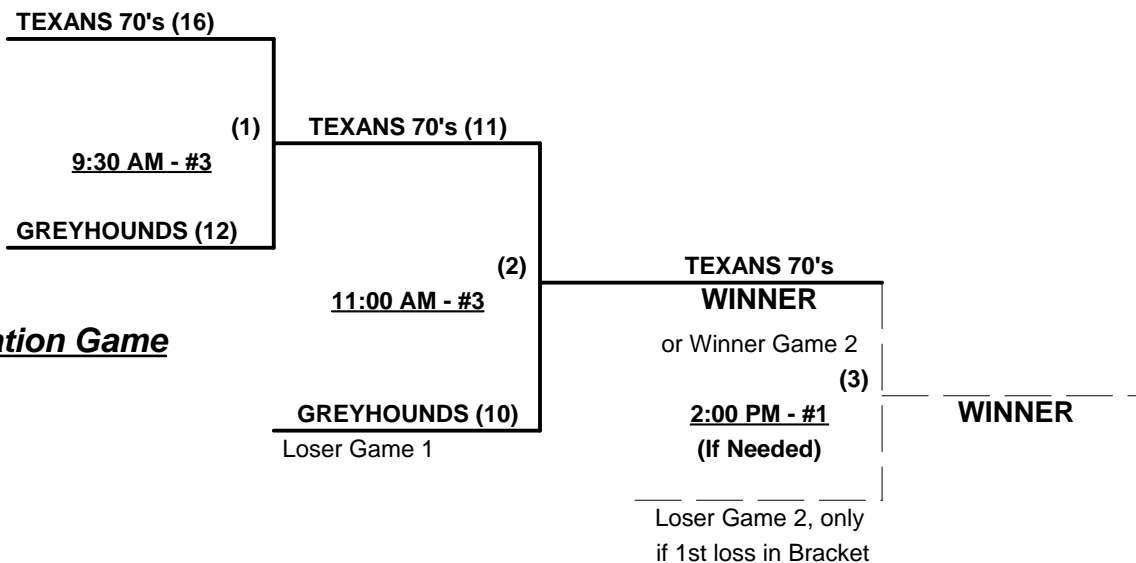 TEXANS 70's (16)
(1)
TEXANS 70's (11)
9:30 AM - #3
GREYHOUNDS (12)
(2)
TEXANS 70's
11:00 AM - #3
WINNER
Game
or Winner Game 2
(3)
GREYHOUNDS (10)
2:00 PM - #1
WINNER
Loser Game 1
(If Needed)
Loser Game 2, only
if 1st loss in Bracket